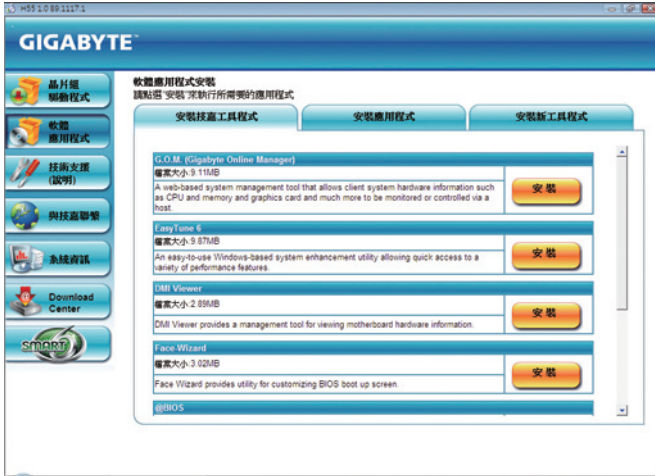 H55 1.0 B9.1117.1
GIGABYTE™
晶片組
驅動程式
軟體
應用程式
技術支援
(說明)
與技嘉聯繫
系統資訊
Download
Center
SMART
軟體應用程式安裝
請點選"安裝"來執行所需要的應用程式
安裝技嘉工具程式
安裝應用程式
安裝新工具程式
G.O.M. (Gigabyte Online Manager)
檔案大小:9.11MB
A web-based system management tool that allows client system hardware information such
as CPU and memory and graphics card and much more to be monitored or controlled via a
host.
安裝
EasyTune 6
檔案大小:9.87MB
An easy-to-use Windows-based system enhancement utility allowing quick access to a
variety of performance features.
安裝
DMI Viewer
檔案大小:2.89MB
DMI Viewer provides a management tool for viewing motherboard hardware information.
安裝
Face-Wizard
檔案大小:3.02MB
Face Wizard provides utility for customizing BIOS boot up screen.
安裝
@BIOS